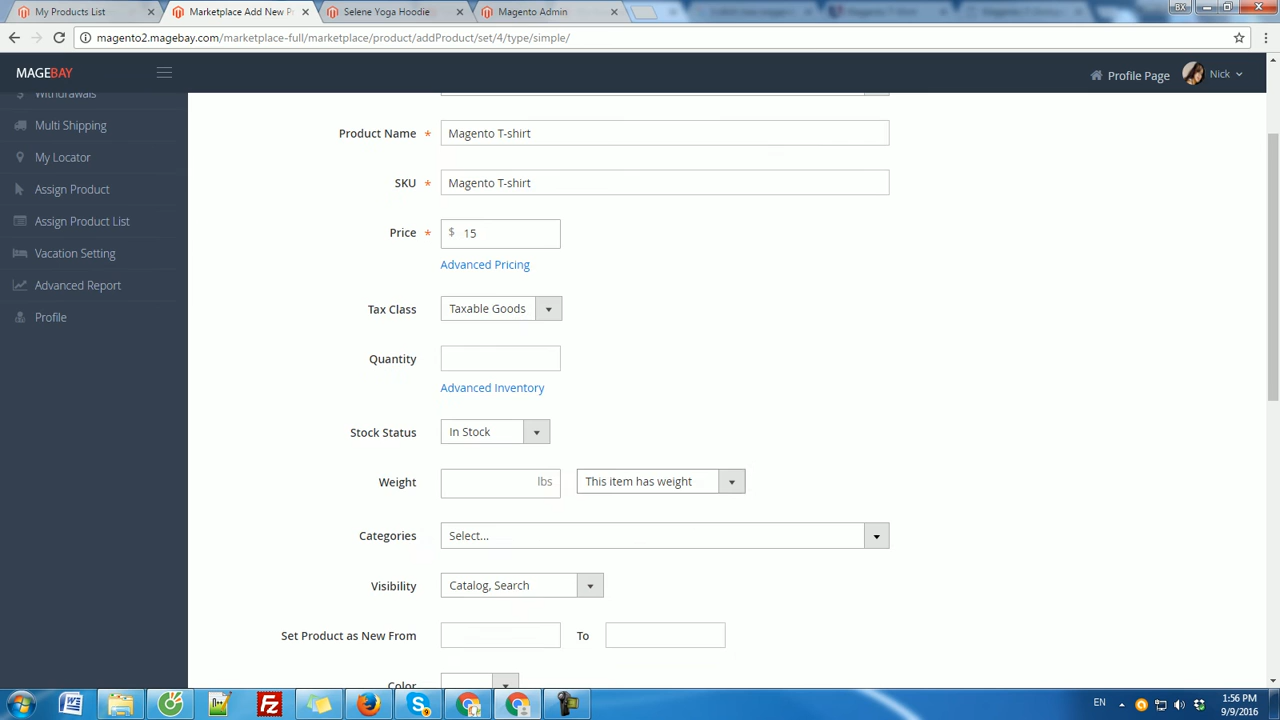 My Products List
Marketplace Add New P
Selene Yoga Hoodie
Magento Admin
BX
magento2.magebay.com/marketplace-full/marketplace/product/addProduct/set/4/type/simple/
MAGEBAY
Profile Page
Nick
Withdrawals
Multi Shipping
My Locator
Assign Product
Assign Product List
Vacation Setting
Advanced Report
Profile
Product Name * Magento T-shirt
SKU * Magento T-shirt
Price * $ 15
Advanced Pricing
Tax Class Taxable Goods
Quantity
Advanced Inventory
Stock Status In Stock
Weight lbs This item has weight
Categories Select...
Visibility Catalog, Search
Set Product as New From To
Color
EN
1:56 PM
9/9/2016